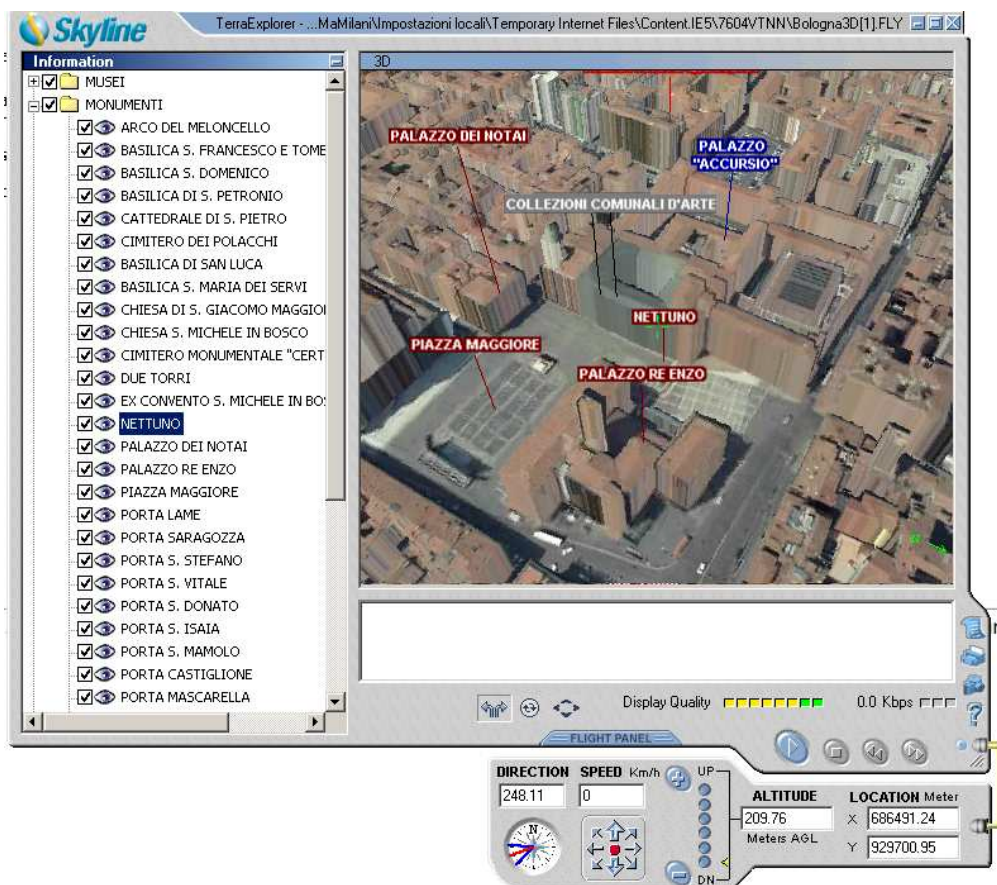 Skyline
TerraExplorer - ...MaMilani\Impostazioni locali\Temporary Internet Files\Content.IE5\7604VTNN\Bologna3D[1].FLY
Information
MUSEI
MONUMENTI
ARCO DEL MELONCELLO
BASILICA S. FRANCESCO E TOME
BASILICA S. DOMENICO
BASILICA DI S. PETRONIO
CATTEDRALE DI S. PIETRO
CIMITERO DEI POLACCHI
BASILICA DI SAN LUCA
BASILICA S. MARIA DEI SERVI
CHIESA DI S. GIACOMO MAGGIO
CHIESA S. MICHELE IN BOSCO
CIMITERO MONUMENTALE "CERT
DUE TORRI
EX CONVENTO S. MICHELE IN BO
NETTUNO
PALAZZO DEI NOTAI
PALAZZO RE ENZO
PIAZZA MAGGIORE
PORTA LAME
PORTA SARAGOZZA
PORTA S. STEFANO
PORTA S. VITALE
PORTA S. DONATO
PORTA S. ISAIA
PORTA S. MAMOLO
PORTA CASTIGLIONE
PORTA MASCARELLA
3D
PALAZZO DEI NOTAI
PALAZZO
"ACCURSIO"
COLLEZIONI COMUNALI D'ARTE
NETTUNO
PIAZZA MAGGIORE
PALAZZO RE ENZO
Display Quality
0.0 Kbps
?
FLIGHT PANEL
DIRECTION SPEED Km/h UP
248.11 0
ALTITUDE LOCATION Meter
209.76 X 686491.24
Meters AGL Y 929700.95
N
DN